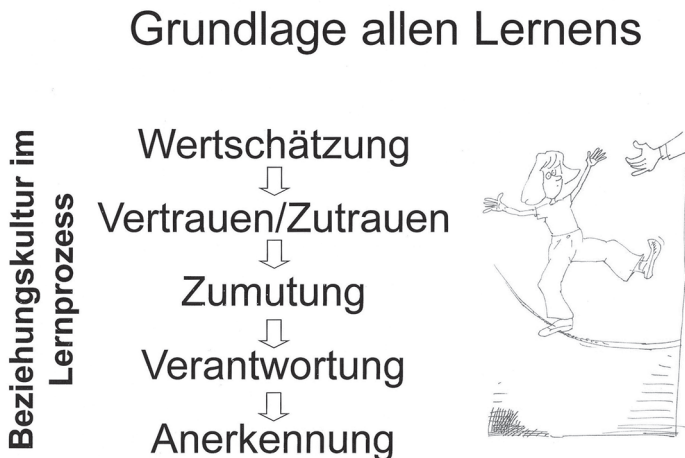 Grundlage allen Lernens
Beziehungskultur im
Lernprozess
Wertschätzung
Vertrauen/Zutrauen
Zumutung
Verantwortung
Anerkennung